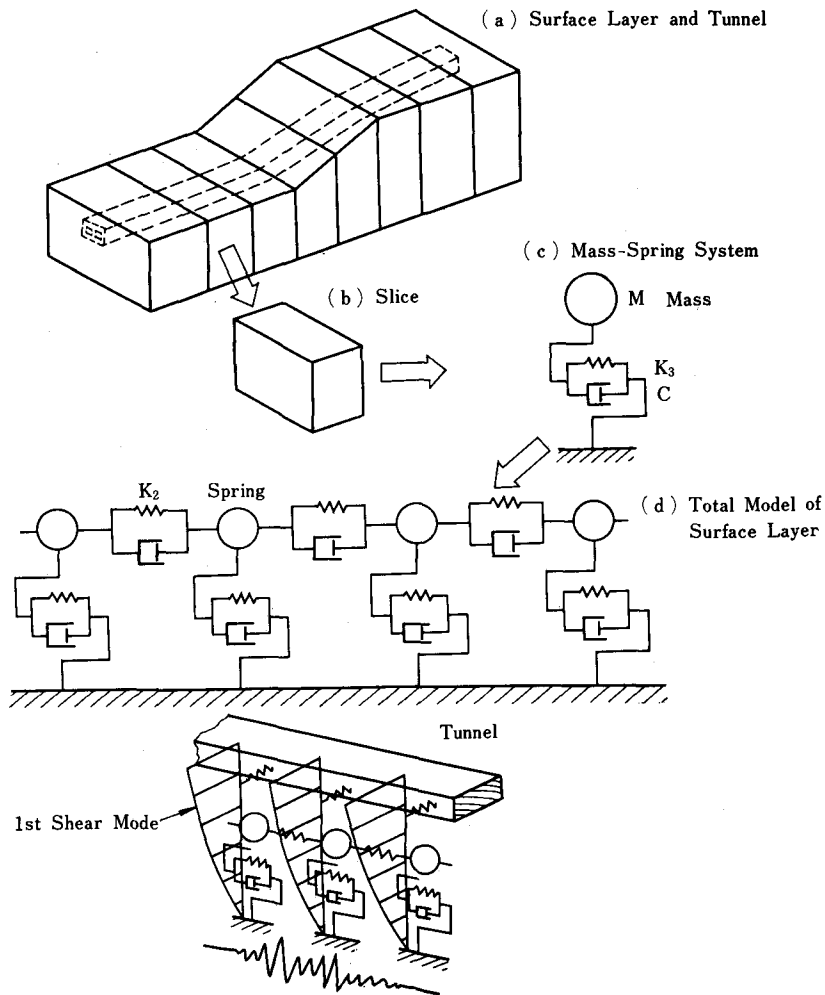 (a) Surface Layer and Tunnel
(c) Mass-Spring System
(b) Slice
M Mass
K3
C
K2
Spring
(d) Total Model of
Surface Layer
Tunnel
1st Shear Mode